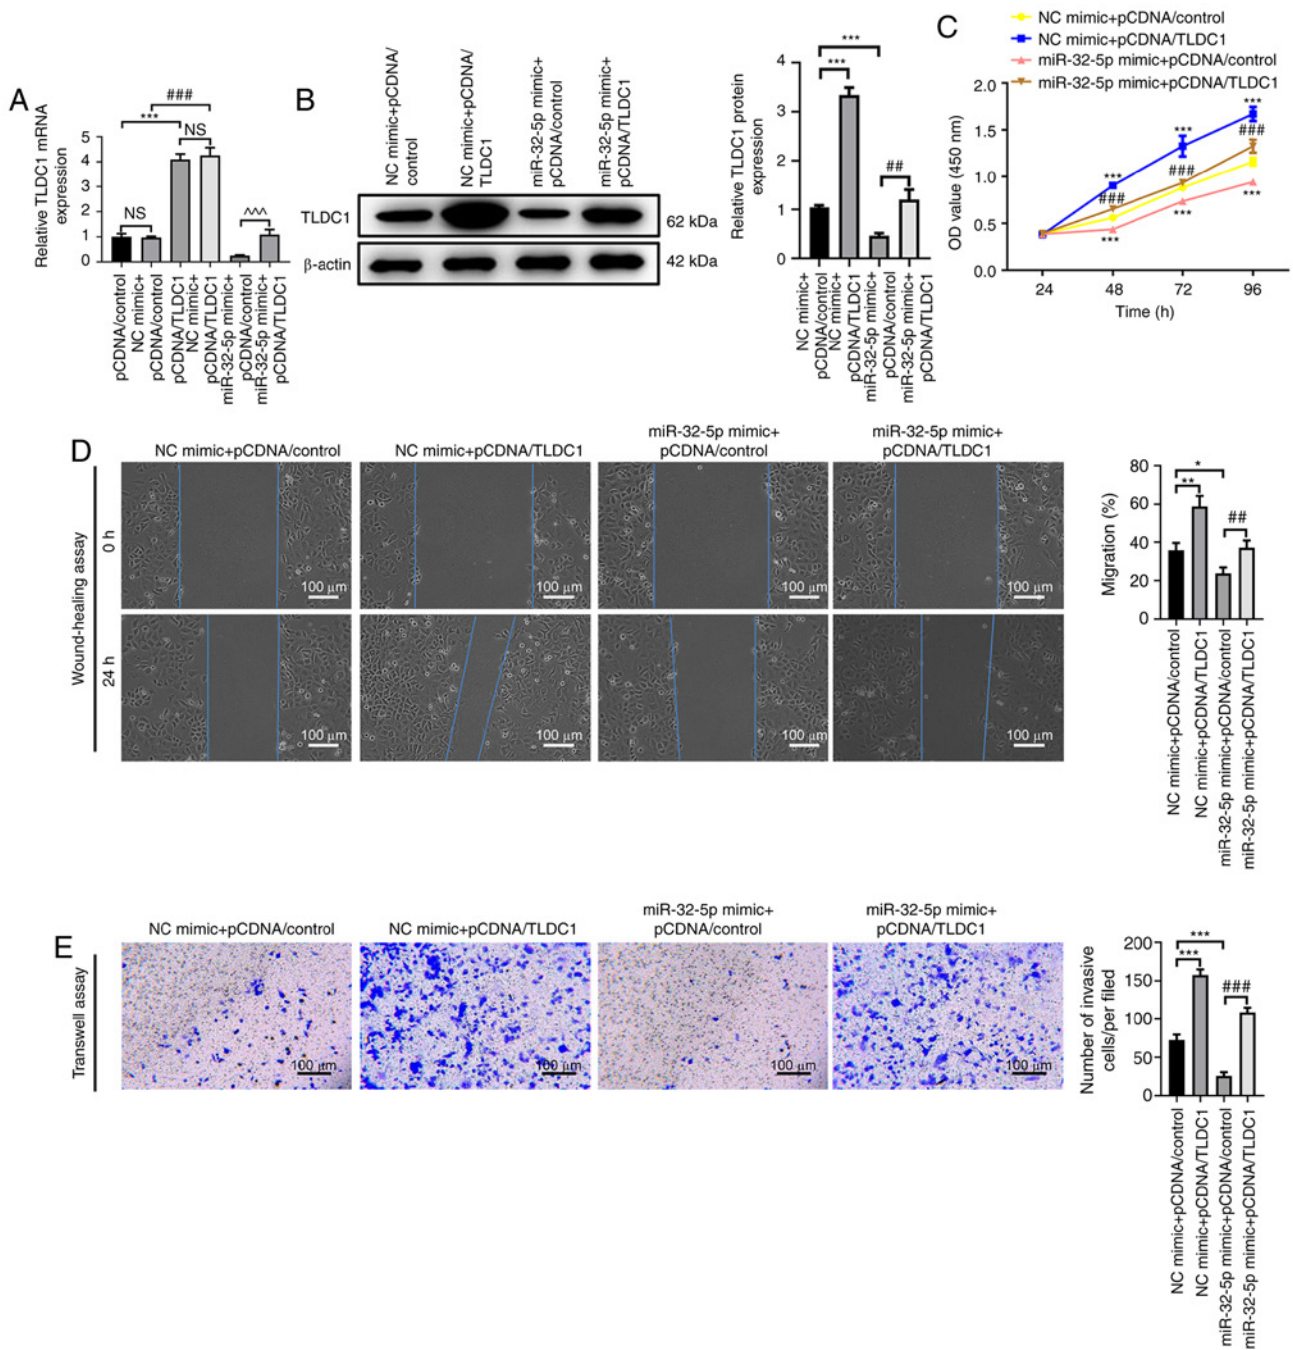 A
Relative TLDC1 mRNA
expression
5
4
3
2
1
0
NS
***
###
NS
^^^
pCDNA/control
NC mimic+
pCDNA/control
pCDNA/TLDC1
NC mimic+
pCDNA/TLDC1
miR-32-5p mimic+
pCDNA/control
miR-32-5p mimic+
pCDNA/TLDC1
B
NC mimic+pCDNA/
control
NC mimic+pCDNA/
TLDC1
miR-32-5p mimic+
pCDNA/control
miR-32-5p mimic+
pCDNA/TLDC1
TLDC1
62 kDa
β-actin
42 kDa
Relative TLDC1 protein
expression
4
3
2
1
0
***
***
##
NC mimic+
pCDNA/control
NC mimic+
pCDNA/TLDC1
miR-32-5p mimic+
pCDNA/control
miR-32-5p mimic+
pCDNA/TLDC1
C
NC mimic+pCDNA/control
NC mimic+pCDNA/TLDC1
miR-32-5p mimic+pCDNA/control
miR-32-5p mimic+pCDNA/TLDC1
OD value (450 nm)
2.0
1.5
1.0
0.5
0.0
***
###
***
***
###
***
***
###
***
24
48
72
96
Time (h)
D
NC mimic+pCDNA/control
NC mimic+pCDNA/TLDC1
miR-32-5p mimic+
pCDNA/control
miR-32-5p mimic+
pCDNA/TLDC1
Wound-healing assay
0 h
100 µm
100 µm
100 µm
100 µm
24 h
100 µm
100 µm
100 µm
100 µm
Migration (%)
80
60
40
20
0
*
**
##
NC mimic+pCDNA/control
NC mimic+pCDNA/TLDC1
miR-32-5p mimic+pCDNA/control
miR-32-5p mimic+pCDNA/TLDC1
E
NC mimic+pCDNA/control
NC mimic+pCDNA/TLDC1
miR-32-5p mimic+
pCDNA/control
miR-32-5p mimic+
pCDNA/TLDC1
Transwell assay
100 µm
100 µm
100 µm
100 µm
Number of invasive
cells/per filed
200
150
100
50
0
***
***
###
NC mimic+pCDNA/control
NC mimic+pCDNA/TLDC1
miR-32-5p mimic+pCDNA/control
miR-32-5p mimic+pCDNA/TLDC1